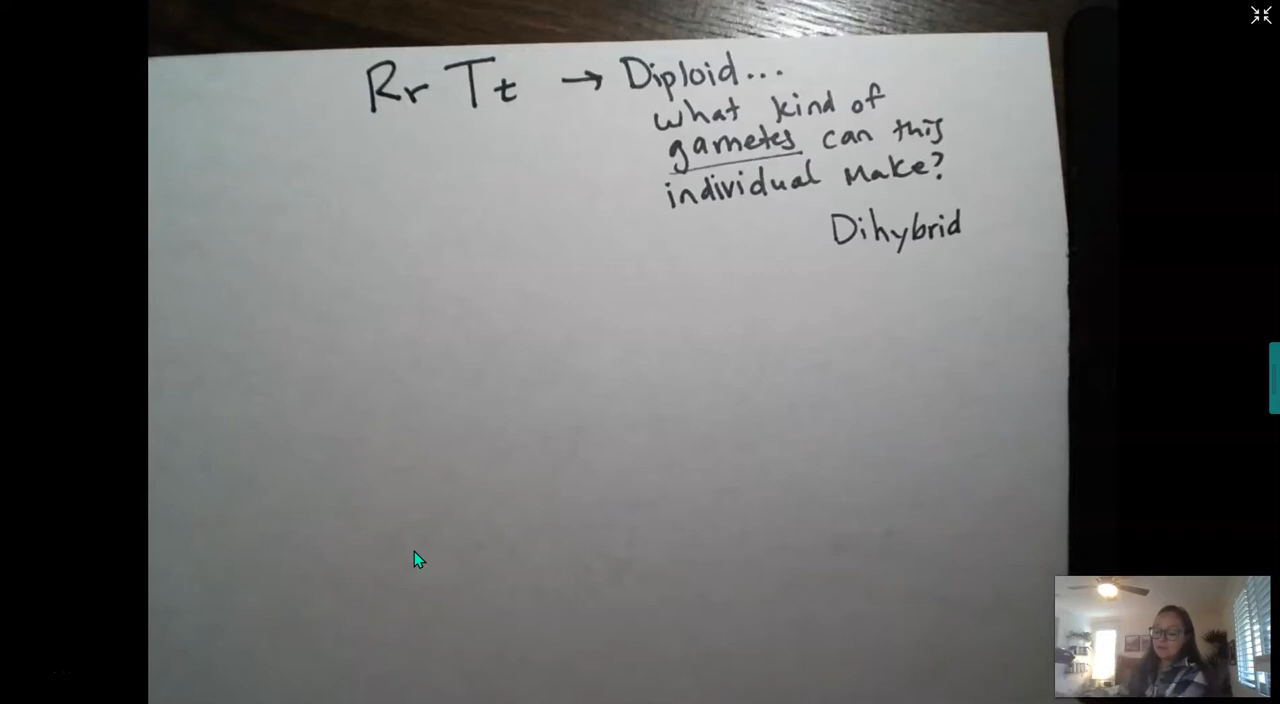 Rr Tt → Diploid...
what kind of
gametes can this
individual make?
Dihybrid